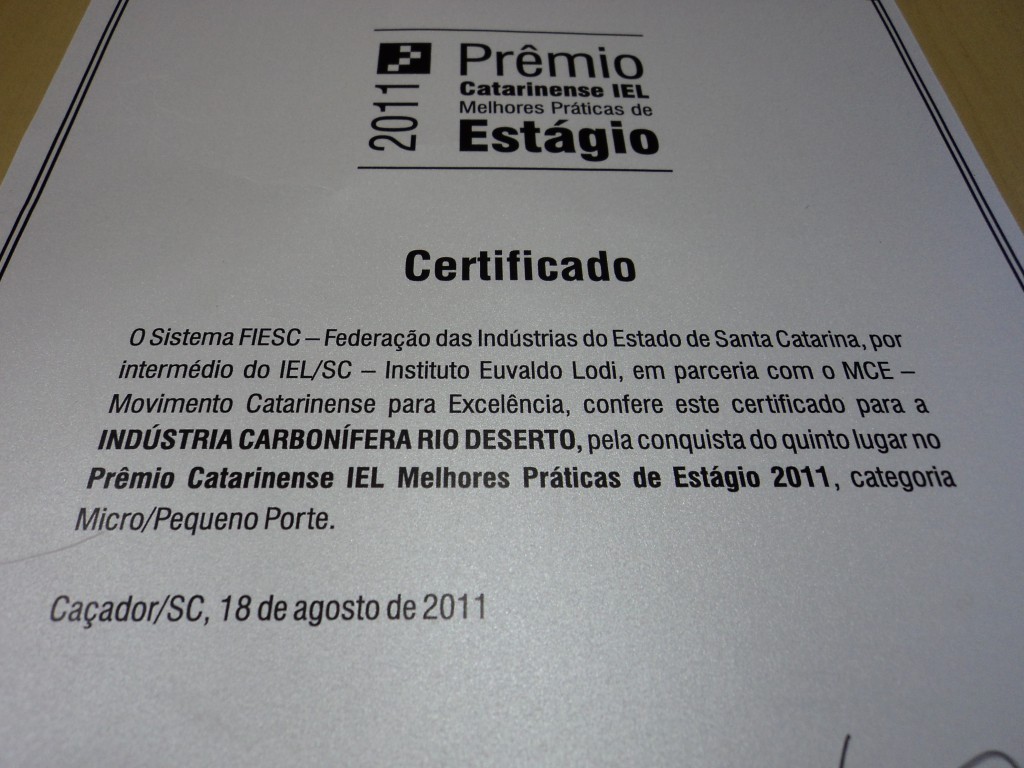 2011
Prêmio
Catarinense IEL
Melhores Práticas de
Estágio
Certificado
O Sistema FIESC – Federação das Indústrias do Estado de Santa Catarina, por
intermédio do IEL/SC – Instituto Euvaldo Lodi, em parceria com o MCE –
Movimento Catarinense para Excelência, confere este certificado para a
INDÚSTRIA CARBONÍFERA RIO DESERTO, pela conquista do quinto lugar no
Prêmio Catarinense IEL Melhores Práticas de Estágio 2011, categoria
Micro/Pequeno Porte.
Caçador/SC, 18 de agosto de 2011